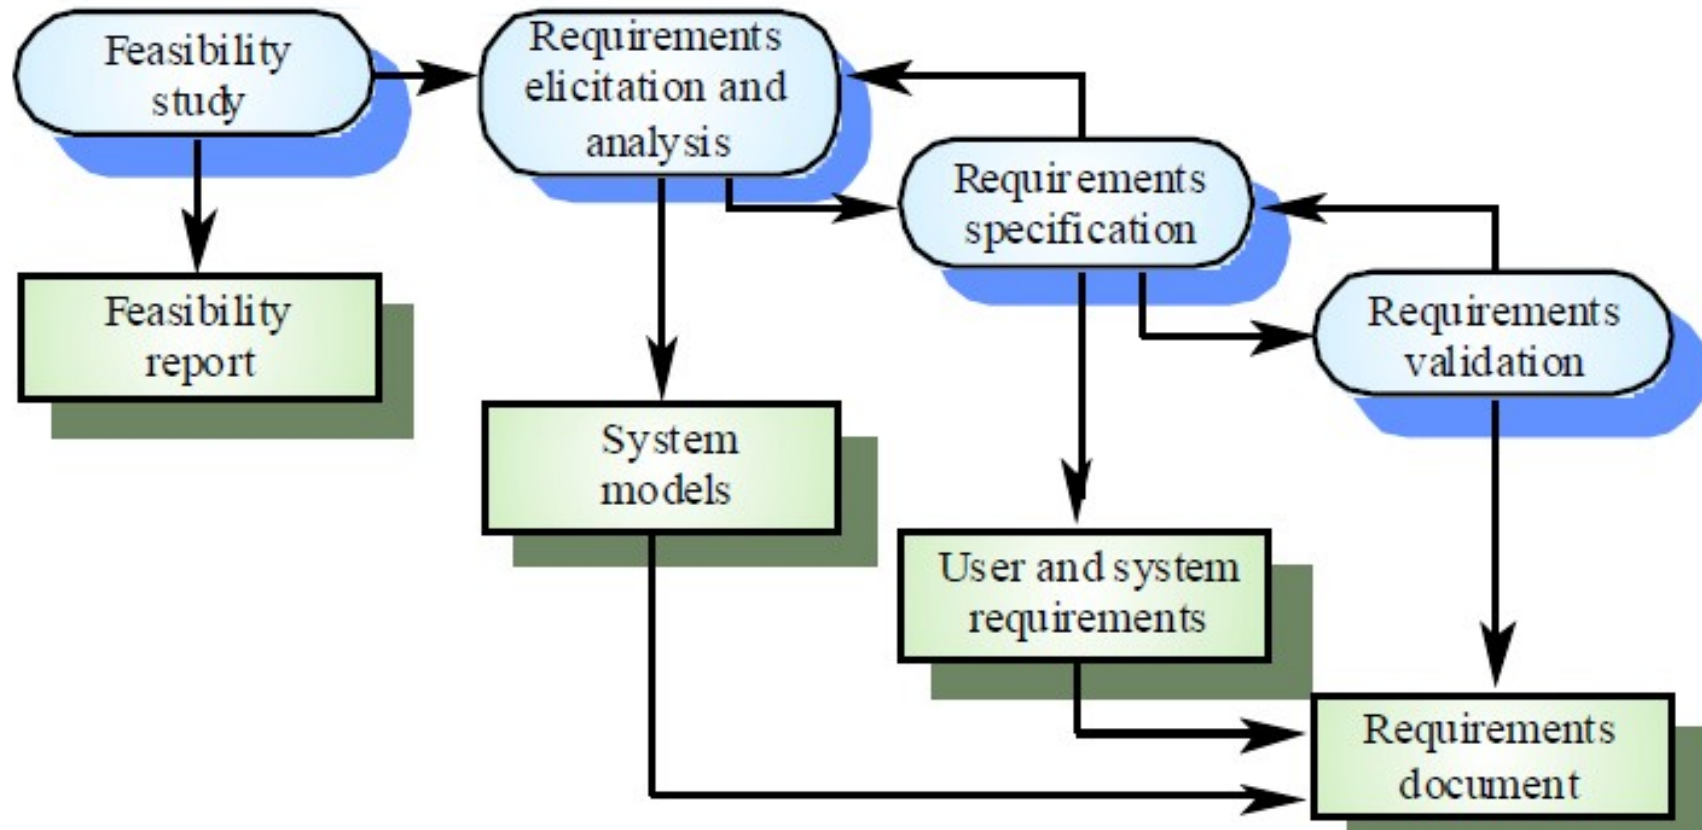 Feasibility
study
Requirements
elicitation and
analysis
Requirements
specification
Requirements
validation
Feasibility
report
System
models
User and system
requirements
Requirements
document